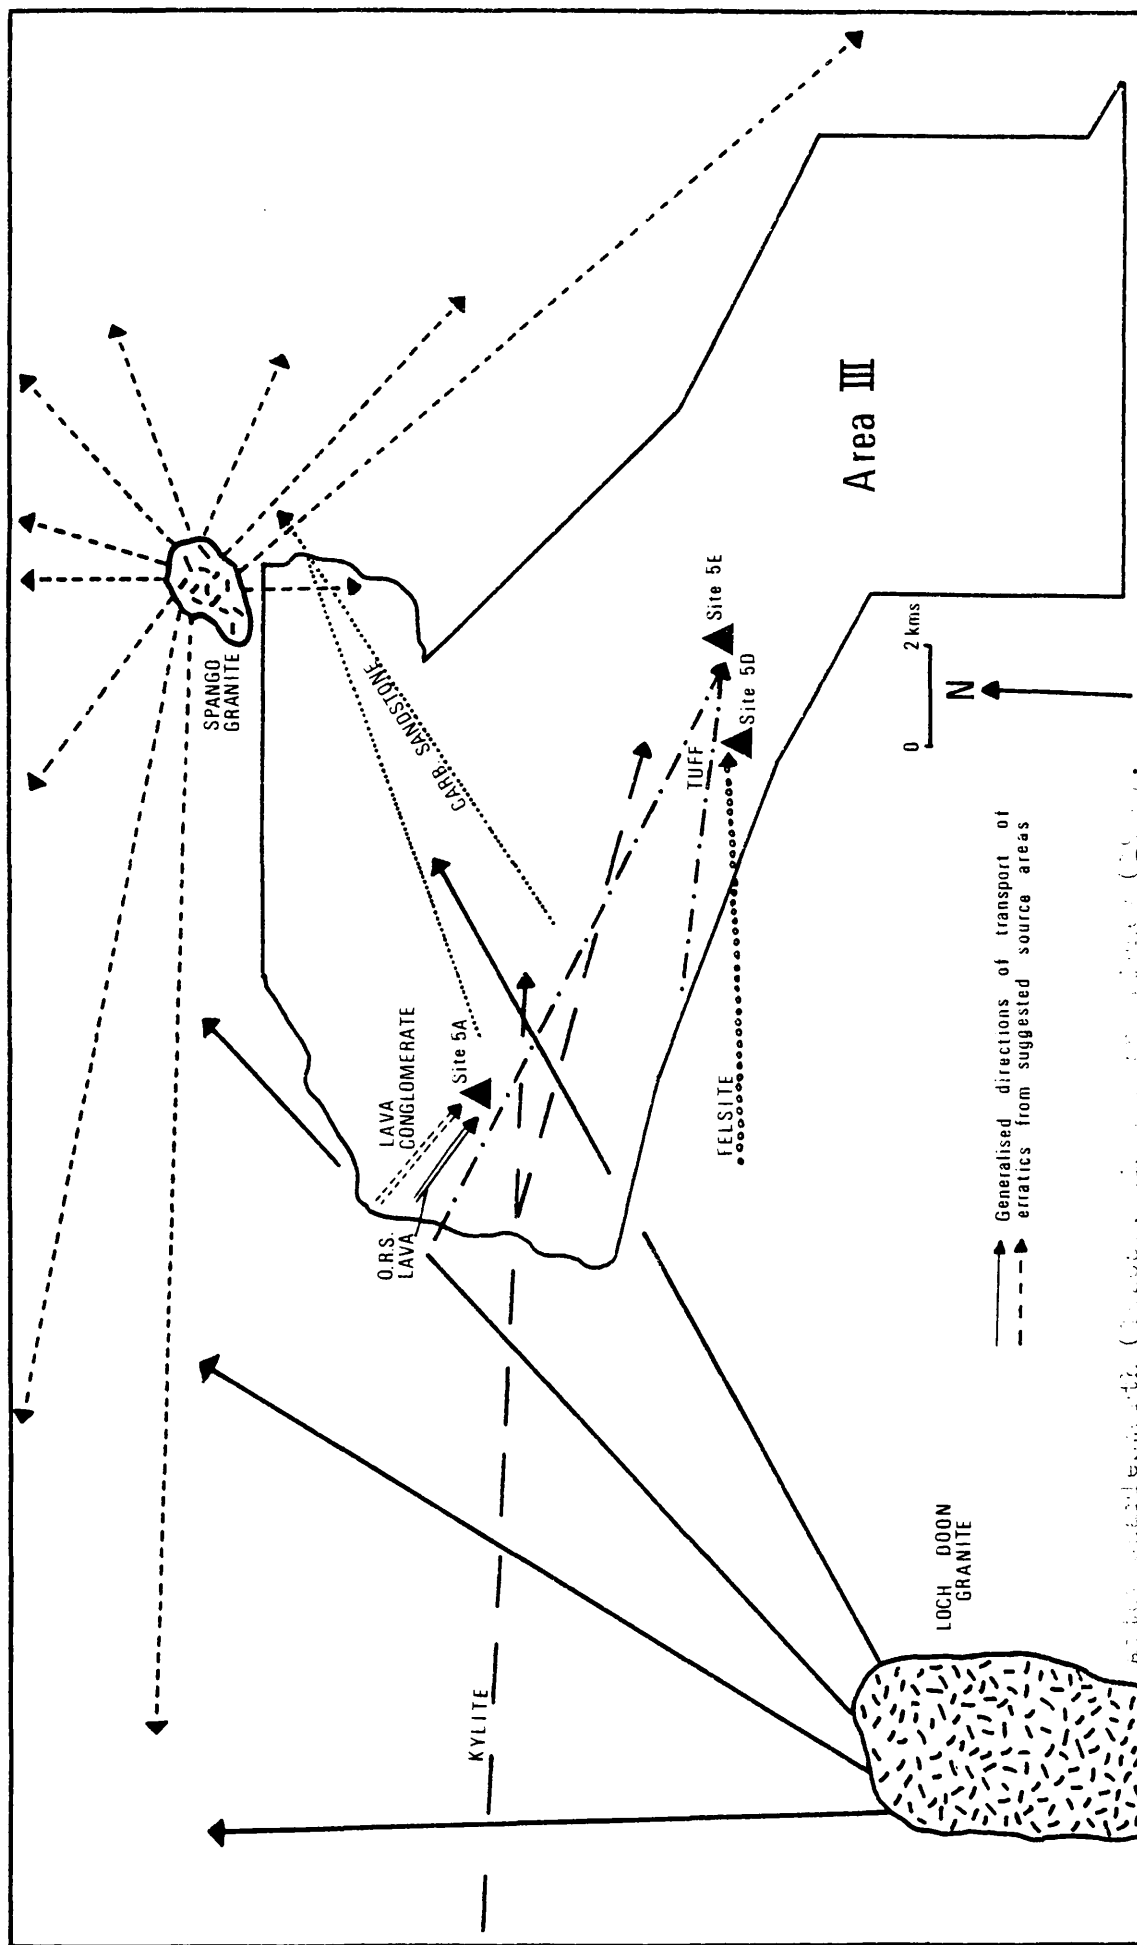 SPANGO
GRANITE
CARB. SANDSTONE
LAVA
CONGLOMERATE
Site 5A
O.R.S.
LAVA
KYLITE
TUFF
Site 5E
Site 5D
FELSITE
Area III
LOCH DOON
GRANITE
0 2 kms
N
Generalised directions of transport of
erratics from suggested source areas